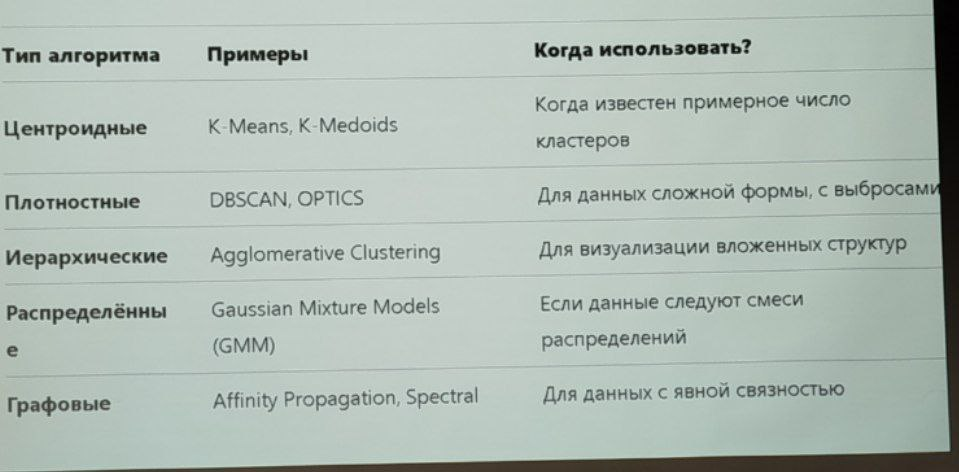 Тип алгоритма Примеры Когда использовать?
Центроидные K-Means, K-Medoids Когда известен примерное число
кластеров
Плотностные DBSCAN, OPTICS Для данных сложной формы, с выбросами
Иерархические Agglomerative Clustering Для визуализации вложенных структур
Распределённы Gaussian Mixture Models Если данные следуют смеси
е (GMM) распределений
Графовые Affinity Propagation, Spectral Для данных с явной связностью